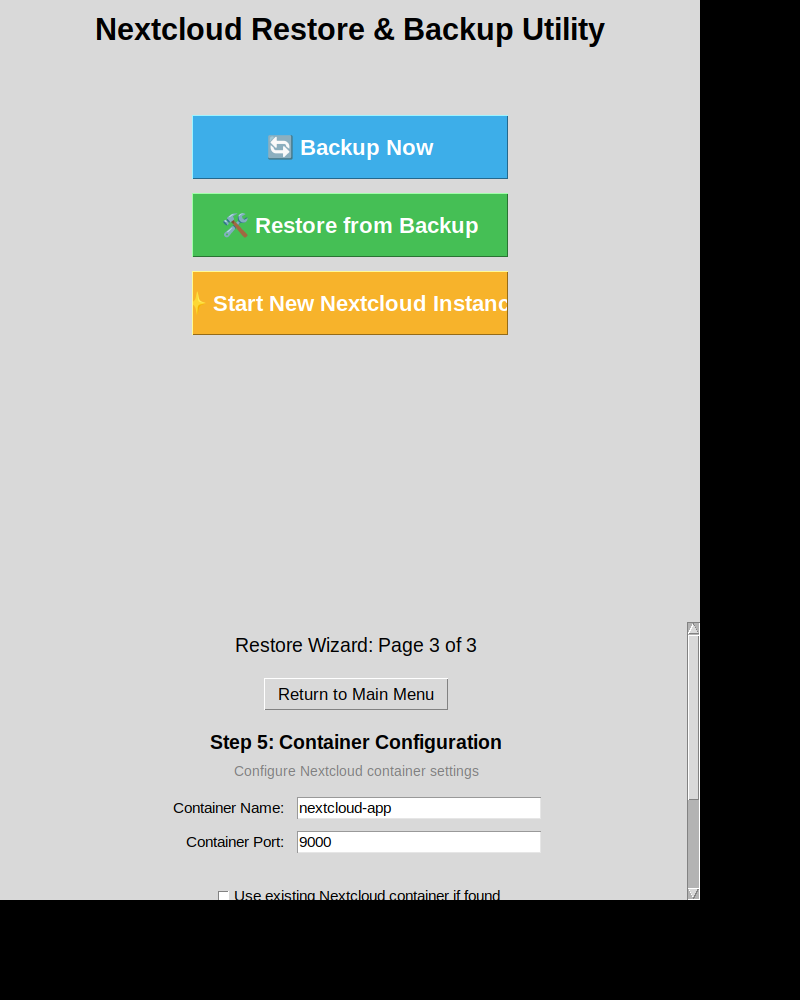 Nextcloud Restore & Backup Utility
Backup Now
Restore from Backup
Start New Nextcloud Instanc
Restore Wizard: Page 3 of 3
Return to Main Menu
Step 5: Container Configuration
Configure Nextcloud container settings
Container Name: nextcloud-app
Container Port: 9000
Use existing Nextcloud container if found